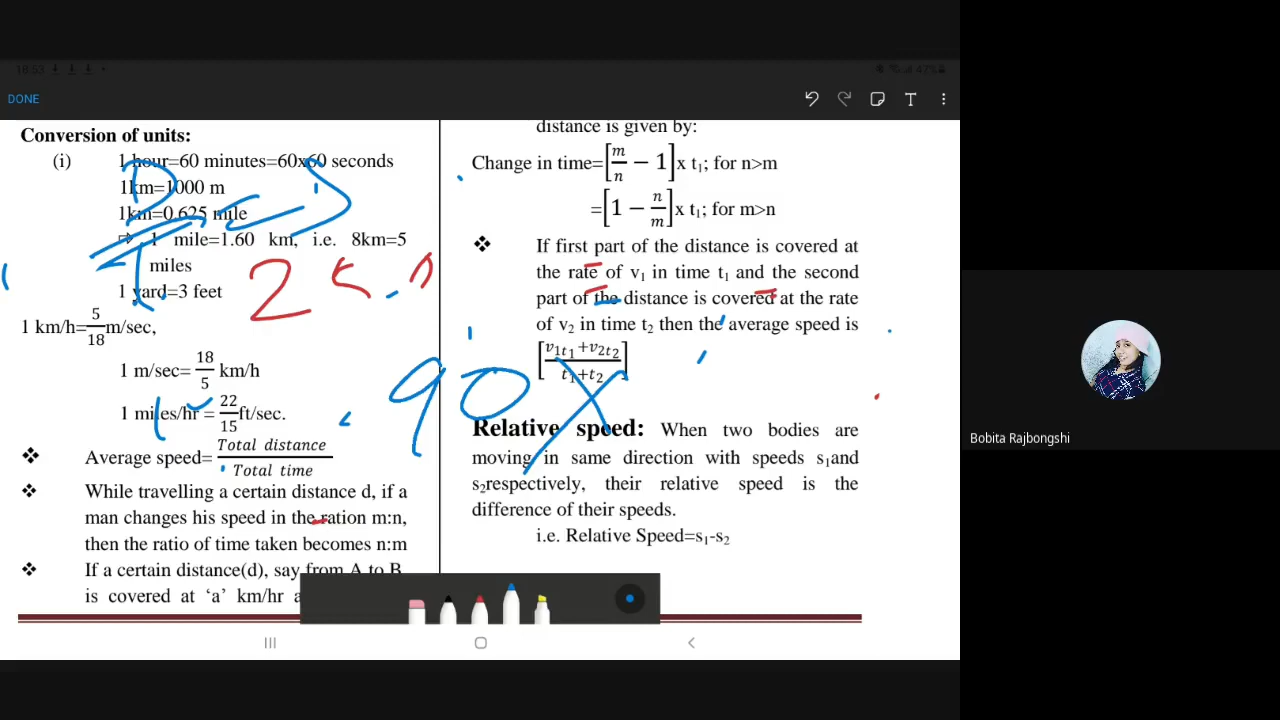 18:53
47%
DONE
T
Conversion of units:
(i) 1 hour=60 minutes=60x60 seconds
1km=1000 m
1km=0.625 mile
⇨ 1 mile=1.60 km, i.e. 8km=5
miles
1 yard=3 feet
1 km/h=5/18m/sec,
1 m/sec= 18/5 km/h
1 miles/hr = 22/15ft/sec.
❖ Average speed= Total distance / Total time
❖ While travelling a certain distance d, if a
man changes his speed in the ration m:n,
then the ratio of time taken becomes n:m
❖ If a certain distance(d), say from A to B,
is covered at ‘a’ km/hr a
distance is given by:
Change in time=[m/n − 1]x t₁; for n>m
=[1 − n/m]x t₁; for m>n
❖ If first part of the distance is covered at
the rate of v₁ in time t₁ and the second
part of the distance is covered at the rate
of v₂ in time t₂ then the average speed is
[v₁t₁+v₂t₂ / t₁+t₂]
Relative speed: When two bodies are
moving in same direction with speeds s₁and
s₂respectively, their relative speed is the
difference of their speeds.
i.e. Relative Speed=s₁-s₂
D
2
90
Bobita Rajbongshi